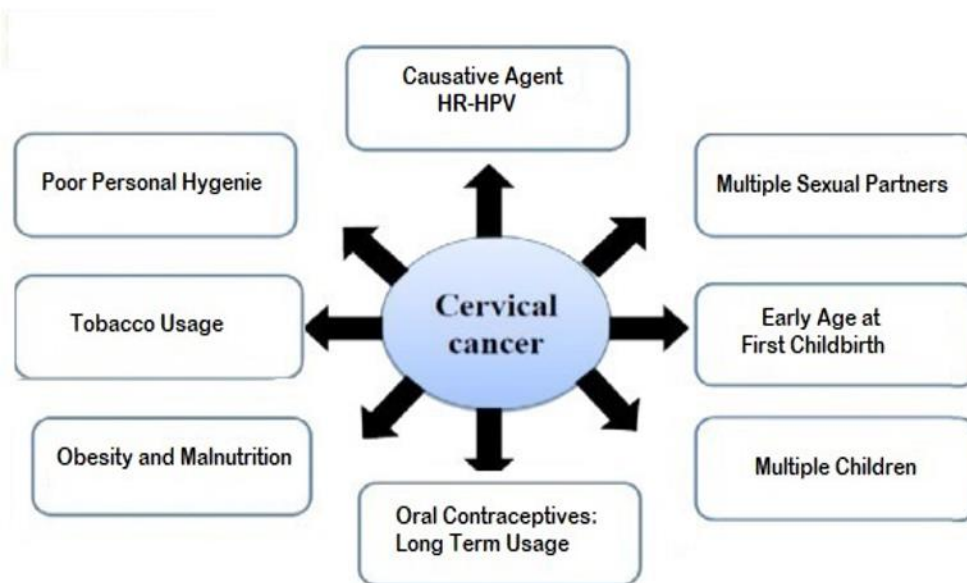 Causative Agent
HR-HPV
Poor Personal Hygenie
Multiple Sexual Partners
Tobacco Usage
Cervical
cancer
Early Age at
First Childbirth
Obesity and Malnutrition
Multiple Children
Oral Contraceptives:
Long Term Usage